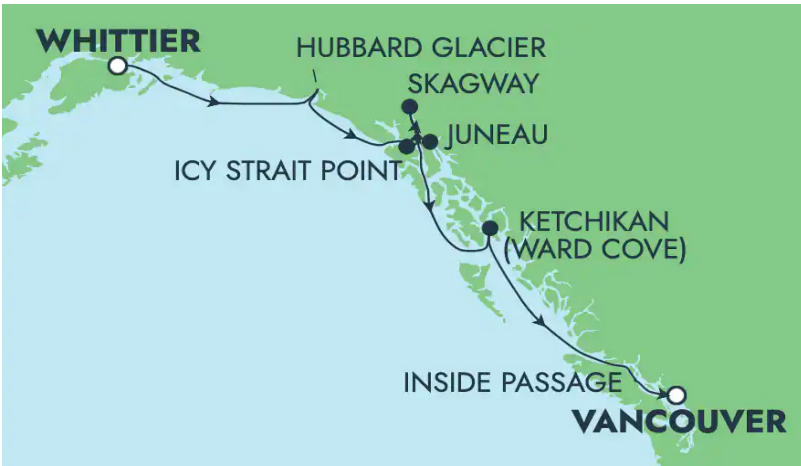 WHITTIER
HUBBARD GLACIER
SKAGWAY
JUNEAU
ICY STRAIT POINT
KETCHIKAN
(WARD COVE)
INSIDE PASSAGE
VANCOUVER